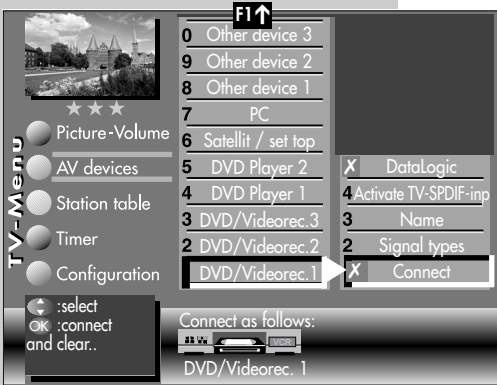 F1↑
TV-Menu
Picture-Volume
AV devices
Station table
Timer
Configuration
:select
OK :connect
and clear..
0 Other device 3
9 Other device 2
8 Other device 1
7 PC
6 Satellit / set top
5 DVD Player 2
4 DVD Player 1
3 DVD/Videorec.3
2 DVD/Videorec.2
DVD/Videorec.1
✗ DataLogic
4 Activate TV-SPDIF-inp
3 Name
2 Signal types
✗ Connect
Connect as follows:
VCR
DVD/Videorec. 1